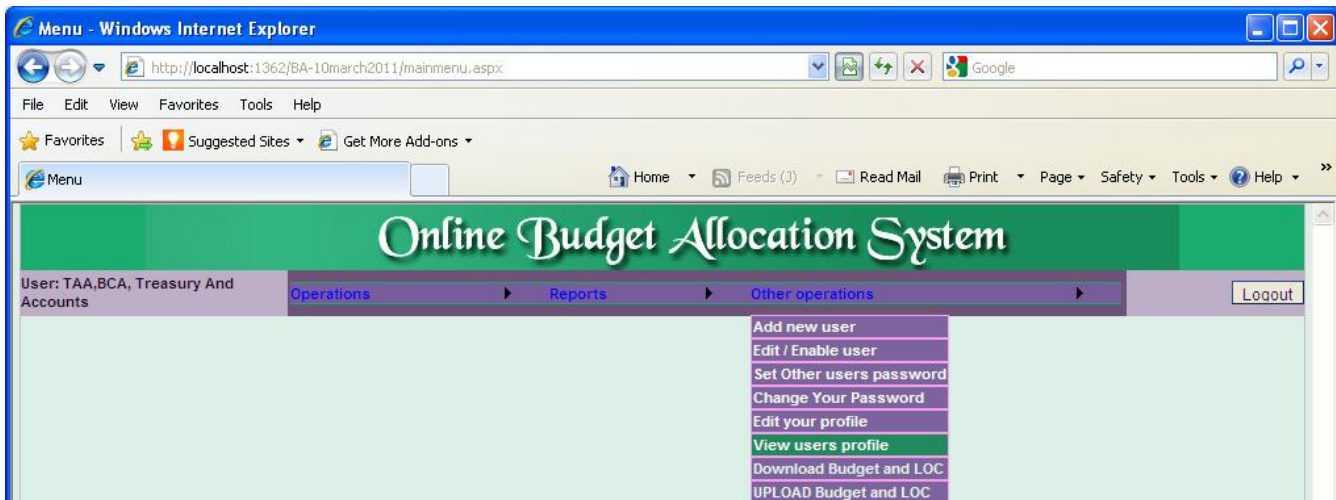 Menu - Windows Internet Explorer
http://localhost:1362/BA-10march2011/mainmenu.aspx
Google
File Edit View Favorites Tools Help
Favorites Suggested Sites Get More Add-ons
Menu
Home Feeds (J) Read Mail Print Page Safety Tools Help »
Online Budget Allocation System
User: TAA,BCA, Treasury And
Accounts
Operations Reports Other operations
Logout
Add new user
Edit / Enable user
Set Other users password
Change Your Password
Edit your profile
View users profile
Download Budget and LOC
UPLOAD Budget and LOC